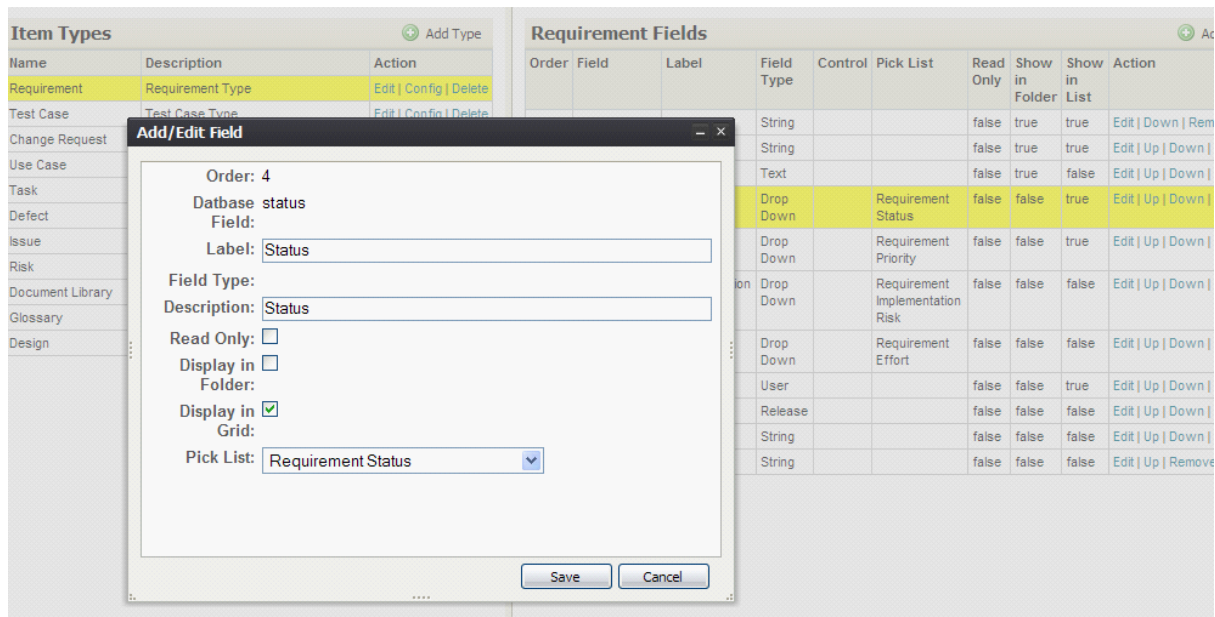 Item Types
Add Type
Name Description Action
Requirement Requirement Type Edit | Config | Delete
Test Case Test Case Type Edit | Config | Delete
Change Request
Use Case
Task
Defect
Issue
Risk
Document Library
Glossary
Design
Requirement Fields
Order Field Label Field Control Pick List Read Show Show Action
Type Only in in
Folder List
String false true true Edit | Down | Rem
String false true true Edit | Up | Down |
Text false true false Edit | Up | Down |
Drop Requirement false false true Edit | Up | Down |
Down Status
Drop Requirement false false true Edit | Up | Down |
Down Priority
ion Drop Requirement false false false Edit | Up | Down |
Down Implementation
Risk
Drop Requirement false false false Edit | Up | Down |
Down Effort
User false false true Edit | Up | Down |
Release false false false Edit | Up | Down |
String false false false Edit | Up | Down |
String false false false Edit | Up | Remove
Add/Edit Field
Order: 4
Datbase status
Field:
Label: Status
Field Type:
Description: Status
Read Only:
Display in
Folder:
Display in
Grid:
Pick List: Requirement Status
Save Cancel